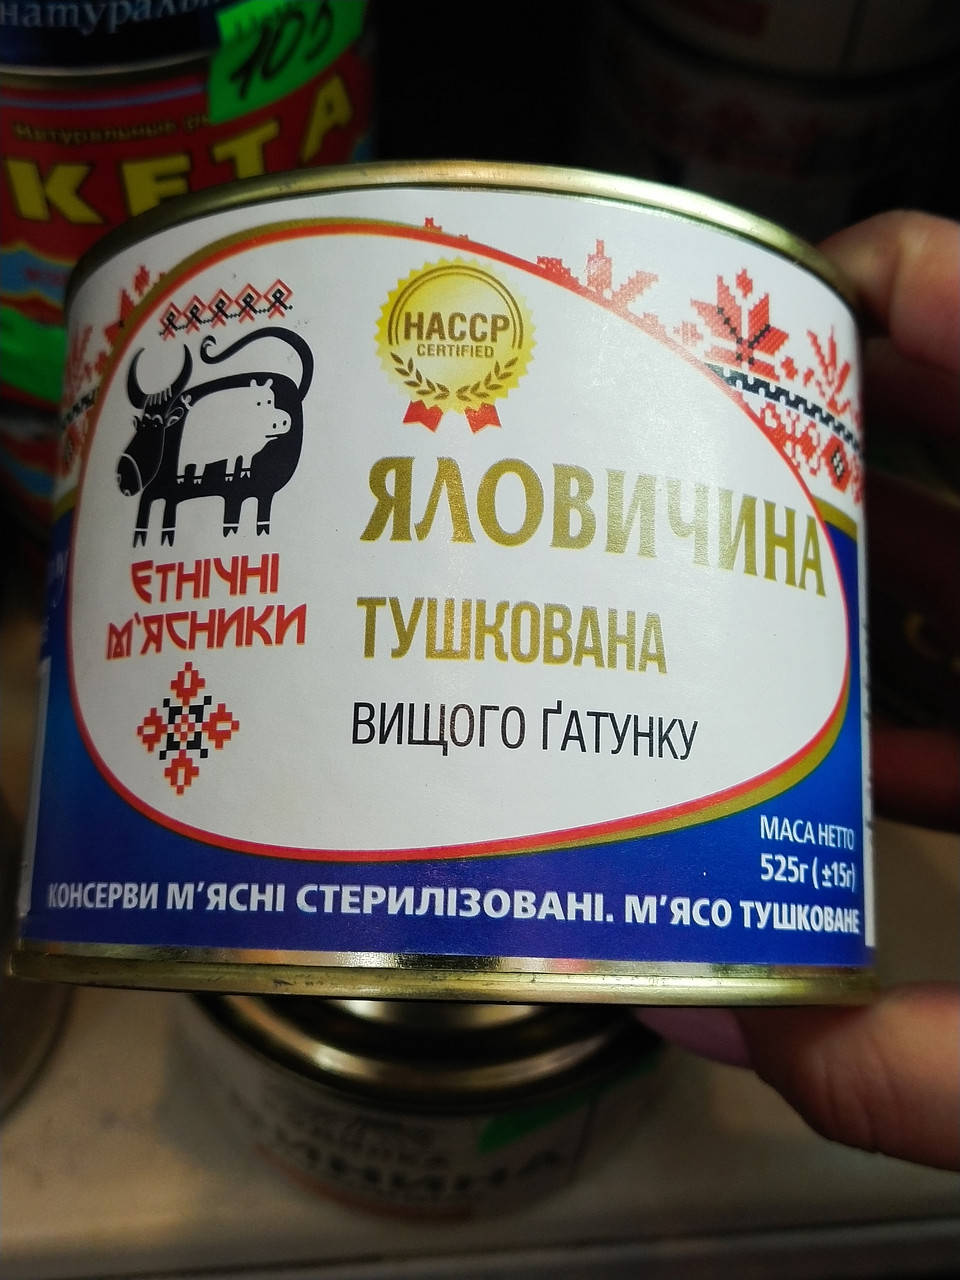 натураль
105
КЕТА
HACCP
CERTIFIED
ЕТНІЧНІ
М'ЯСНИКИ
ЯЛОВИЧИНА
ТУШКОВАНА
ВИЩОГО ҐАТУНКУ
МАСА НЕТТО
525г (±15г)
КОНСЕРВИ М'ЯСНІ СТЕРИЛІЗОВАНІ. М'ЯСО ТУШКОВАНЕ